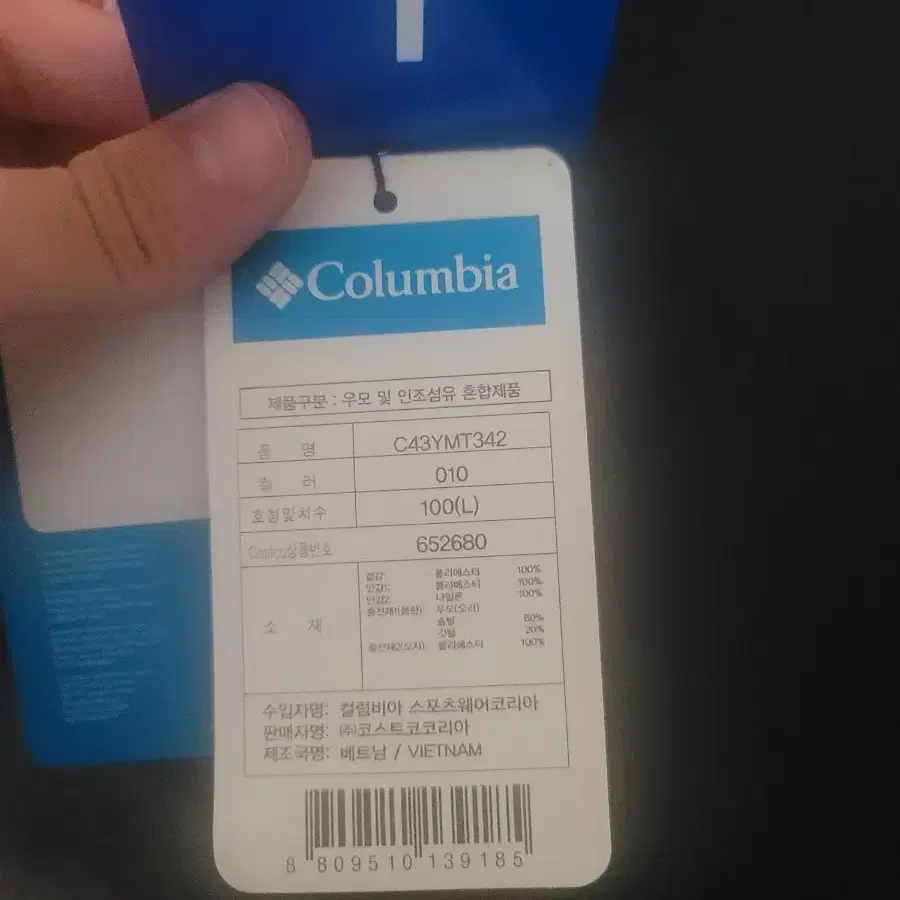 Columbia
제품구분 : 우모 및 인조섬유 혼합제품
품 명 C43YMT342
컬 러 010
호칭및치수 100(L)
Costco상품번호 652680
소 재
겉감: 폴리에스터 100%
안감1: 폴리에스터 100%
안감2: 나일론 100%
충전재1(몸판): 우모(오리)
솜털 80%
깃털 20%
충전재2(모자): 폴리에스터 100%
수입자명: 컬럼비아 스포츠웨어코리아
판매자명: ㈜코스트코코리아
제조국명: 베트남 / VIETNAM
8 809510 139185